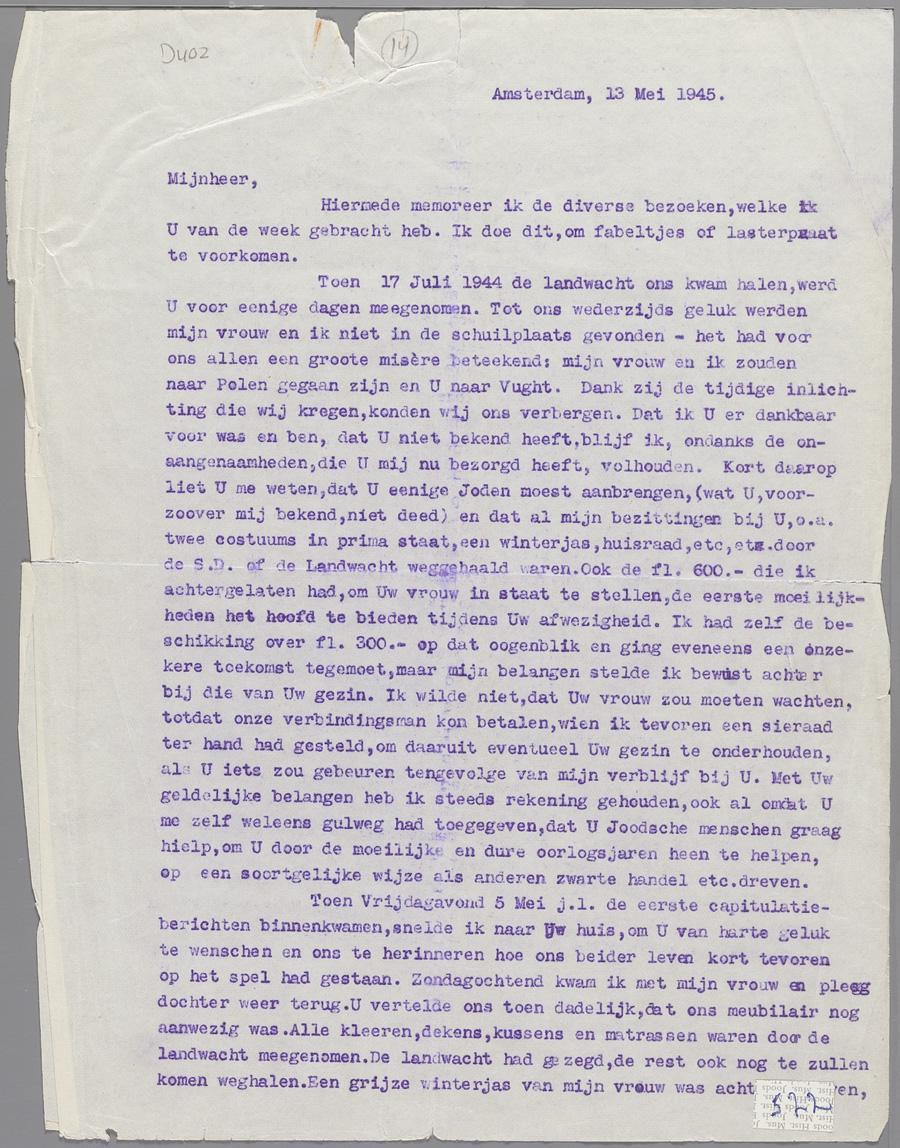 Duoz
14
Amsterdam, 13 Mei 1945.
Mijnheer,
Hiermede memoreer ik de diverse bezoeken,welke ik
U van de week gebracht heb. Ik doe dit,om fabeltjes of lasterpraat
te voorkomen.
Toen 17 Juli 1944 de landwacht ons kwam halen,werd
U voor eenige dagen meegenomen. Tot ons wederzijds geluk werden
mijn vrouw en ik niet in de schuilplaats gevonden - het had voor
ons allen een groote misère beteekend: mijn vrouw en ik zouden
naar Polen gegaan zijn en U naar Vught. Dank zij de tijdige inlich-
ting die wij kregen,konden wij ons verbergen. Dat ik U er dankbaar
voor was en ben, dat U niet bekend heeft,blijf ik, ondanks de on-
aangenaamheden,die U mij nu bezorgd heeft, volhouden. Kort daarop
liet U me weten,dat U eenige Joden moest aanbrengen,(wat U,voor-
zoover mij bekend,niet deed) en dat al mijn bezittingen bij U,o.a.
twee costuums in prima staat,een winterjas,huisraad,etc,etc.door
de S.D. of de Landwacht weggehaald waren.Ook de fl. 600.- die ik
achtergelaten had,om Uw vrouw in staat te stellen,de eerste moeilijk-
heden het hoofd te bieden tijdens Uw afwezigheid. Ik had zelf de be-
schikking over fl. 300.- op dat oogenblik en ging eveneens een onze-
kere toekomst tegemoet,maar mijn belangen stelde ik bewust achter
bij die van Uw gezin. Ik wilde niet,dat Uw vrouw zou moeten wachten,
totdat onze verbindingsman kon betalen,wien ik tevoren een sieraad
ter hand had gesteld,om daaruit eventueel Uw gezin te onderhouden,
als U iets zou gebeuren tengevolge van mijn verblijf bij U. Met Uw
geldelijke belangen heb ik steeds rekening gehouden,ook al omdat U
me zelf weleens gulweg had toegegeven,dat U Joodsche menschen graag
hielp,om U door de moeilijke en dure oorlogsjaren heen te helpen,
op een soortgelijke wijze als anderen zwarte handel etc.dreven.
Toen Vrijdagavond 5 Mei j.l. de eerste capitulatie-
berichten binnenkwamen,snelde ik naar Uw huis,om U van harte geluk
te wenschen en ons te herinneren hoe ons beider leven kort tevoren
op het spel had gestaan. Zondagochtend kwam ik met mijn vrouw en pleeg
dochter weer terug.U vertelde ons toen dadelijk,dat ons meubilair nog
aanwezig was.Alle kleeren,dekens,kussens en matrassen waren door de
landwacht meegenomen.De landwacht had gezegd,de rest ook nog te zullen
komen weghalen.Een grijze winterjas van mijn vrouw was acht en,
522